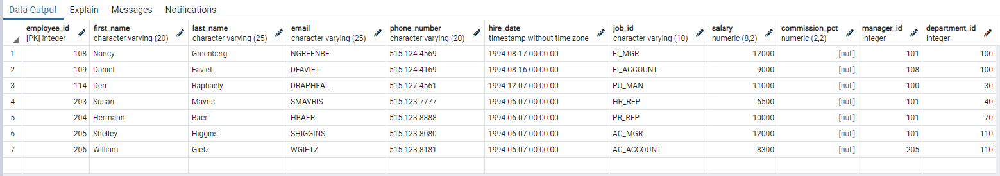 Data Output Explain Messages Notifications
employee_id first_name last_name email phone_number hire_date job_id salary commission_pct manager_id department_id
[PK] integer character varying (20) character varying (25) character varying (25) character varying (20) timestamp without time zone character varying (10) numeric (8,2) numeric (2,2) integer integer
1 108 Nancy Greenberg NGREENBE 515.124.4569 1994-08-17 00:00:00 FI_MGR 12000 [null] 101 100
2 109 Daniel Faviet DFAVIET 515.124.4169 1994-08-16 00:00:00 FI_ACCOUNT 9000 [null] 108 100
3 114 Den Raphaely DRAPHEAL 515.127.4561 1994-12-07 00:00:00 PU_MAN 11000 [null] 100 30
4 203 Susan Mavris SMAVRIS 515.123.7777 1994-06-07 00:00:00 HR_REP 6500 [null] 101 40
5 204 Hermann Baer HBAER 515.123.8888 1994-06-07 00:00:00 PR_REP 10000 [null] 101 70
6 205 Shelley Higgins SHIGGINS 515.123.8080 1994-06-07 00:00:00 AC_MGR 12000 [null] 101 110
7 206 William Gietz WGIETZ 515.123.8181 1994-06-07 00:00:00 AC_ACCOUNT 8300 [null] 205 110